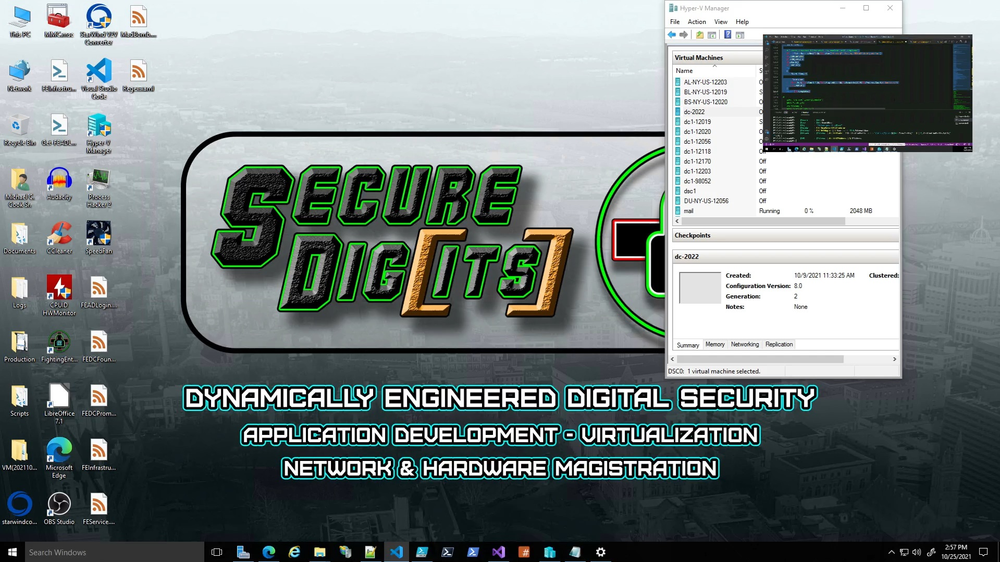 This PC
MMC.msc
StarWind V2V
Converter
MadBomb....
Network
FEInfrastru...
Visual Studio
Code
Regex.xaml
Recycle Bin
Get-FEADL...
Hyper-V
Manager
Michael C.
Cook Sr.
Audacity
Process
Hacker 2
Documents
CCleaner
SpeedFan
Logs
CPUID
HWMonitor
FEADLogin....
Production
FightingEnt...
FEDCFoun...
Scripts
LibreOffice
7.1
FEDCProm...
VM(202110...
Microsoft
Edge
FEInfrastru...
starwindco...
OBS Studio
FEService....
SECURE
DIG[ITS]
DYNAMICALLY ENGINEERED DIGITAL SECURITY
APPLICATION DEVELOPMENT - VIRTUALIZATION
NETWORK & HARDWARE MAGISTRATION
Hyper-V Manager
File Action View Help
Virtual Machines
Name S
AL-NY-US-12203 O
BL-NY-US-12019 S
BS-NY-US-12020 O
dc-2022 O
dc1-12019 S
dc1-12020 O
dc1-12056 O
dc1-12118 Off
dc1-12170 Off
dc1-12203 Off
dc1-98052 Off
dsc1 Off
DU-NY-US-12056 Off
mail Running 0 % 2048 MB
Checkpoints
dc-2022
Created: 10/9/2021 11:33:25 AM Clustered:
Configuration Version: 8.0
Generation: 2
Notes: None
Summary Memory Networking Replication
DSC0: 1 virtual machine selected.
Search Windows
2:57 PM
10/25/2021